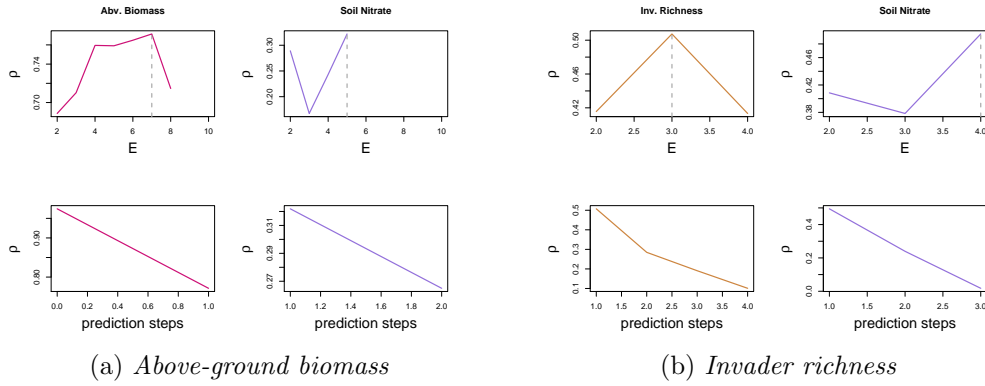 Abv. Biomass
Soil Nitrate
Inv. Richness
Soil Nitrate
ρ
0.70 0.74
2 4 6 8 10
E
ρ
0.20 0.25 0.30
2 4 6 8 10
E
ρ
0.42 0.46 0.50
2.0 2.5 3.0 3.5 4.0
E
ρ
0.38 0.42 0.46
2.0 2.5 3.0 3.5 4.0
E
ρ
0.80 0.90
0.0 0.2 0.4 0.6 0.8 1.0
prediction steps
ρ
0.27 0.29 0.31
1.0 1.2 1.4 1.6 1.8 2.0
prediction steps
ρ
0.1 0.2 0.3 0.4 0.5
1.0 1.5 2.0 2.5 3.0 3.5 4.0
prediction steps
ρ
0.0 0.2 0.4
1.0 1.5 2.0 2.5 3.0
prediction steps
(a) Above-ground biomass
(b) Invader richness